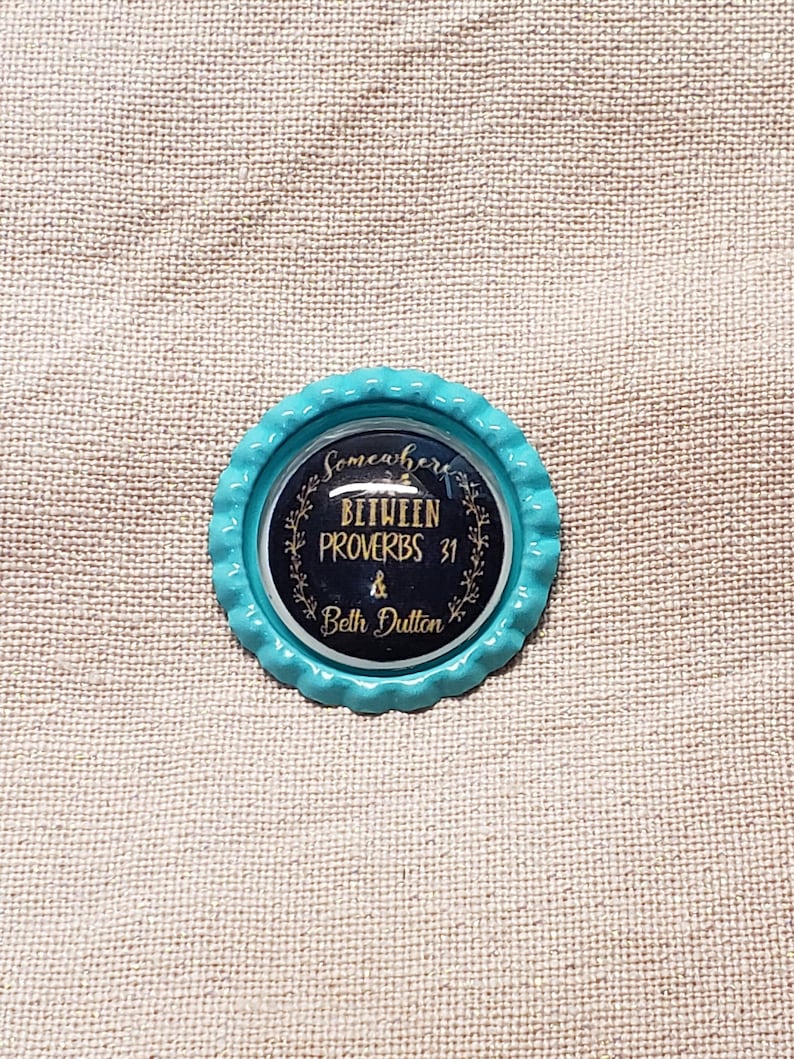 Somewhere
BETWEEN
PROVERBS 31
&
Beth Dutton